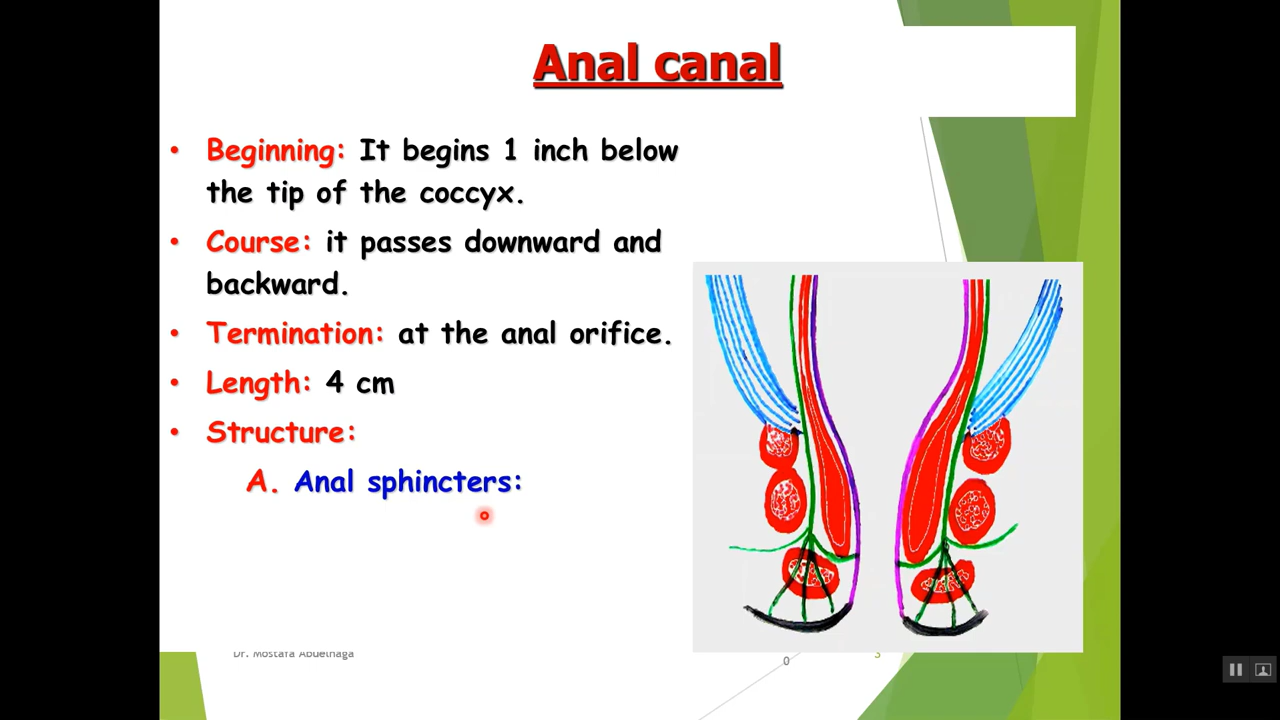 Anal canal
• Beginning: It begins 1 inch below
the tip of the coccyx.
• Course: it passes downward and
backward.
• Termination: at the anal orifice.
• Length: 4 cm
• Structure:
A. Anal sphincters:
Dr. Mostafa Abuelnaga
0
3